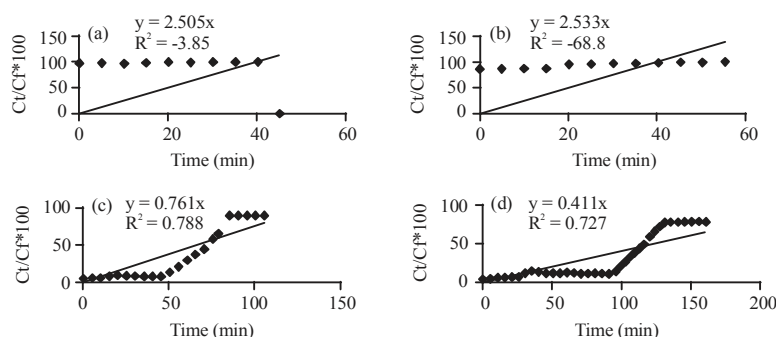 (a) y = 2.505x
R² = -3.85
150
100
50
0
Ct/Cf*100
0 20 40 60
Time (min)
(b) y = 2.533x
R² = -68.8
150
100
50
0
Ct/Cf*100
0 20 40 60
Time (min)
(c) y = 0.761x
R² = 0.788
100
50
0
Ct/Cf*100
0 50 100 150
Time (min)
(d) y = 0.411x
R² = 0.727
100
50
0
Ct/Cf*100
0 50 100 150 200
Time (min)